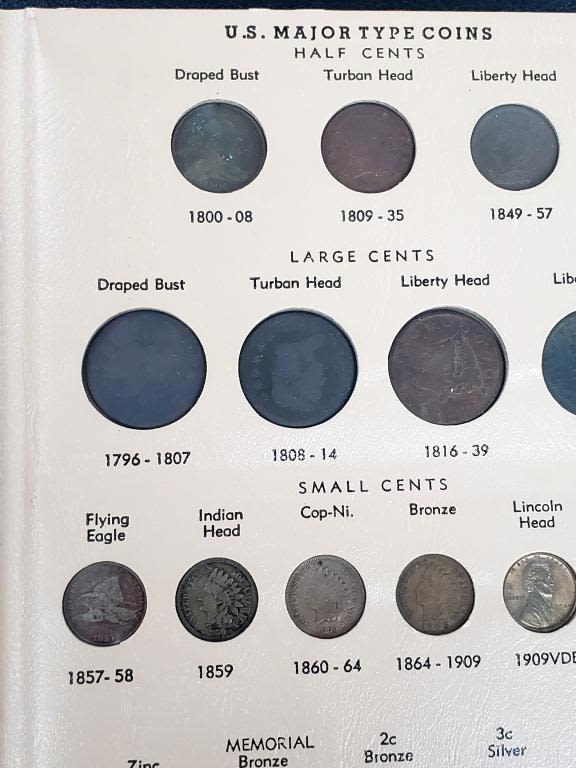 U.S. MAJOR TYPE COINS
HALF CENTS
Draped Bust Turban Head Liberty Head
1800 - 08 1809 - 35 1849 - 57
LARGE CENTS
Draped Bust Turban Head Liberty Head Lib
1796 - 1807 1808 - 14 1816 - 39
SMALL CENTS
Flying Eagle Indian Head Cop-Ni. Bronze Lincoln Head
1857 - 58 1859 1860 - 64 1864 - 1909 1909VDB
Zinc MEMORIAL Bronze 2c Bronze 3c Silver